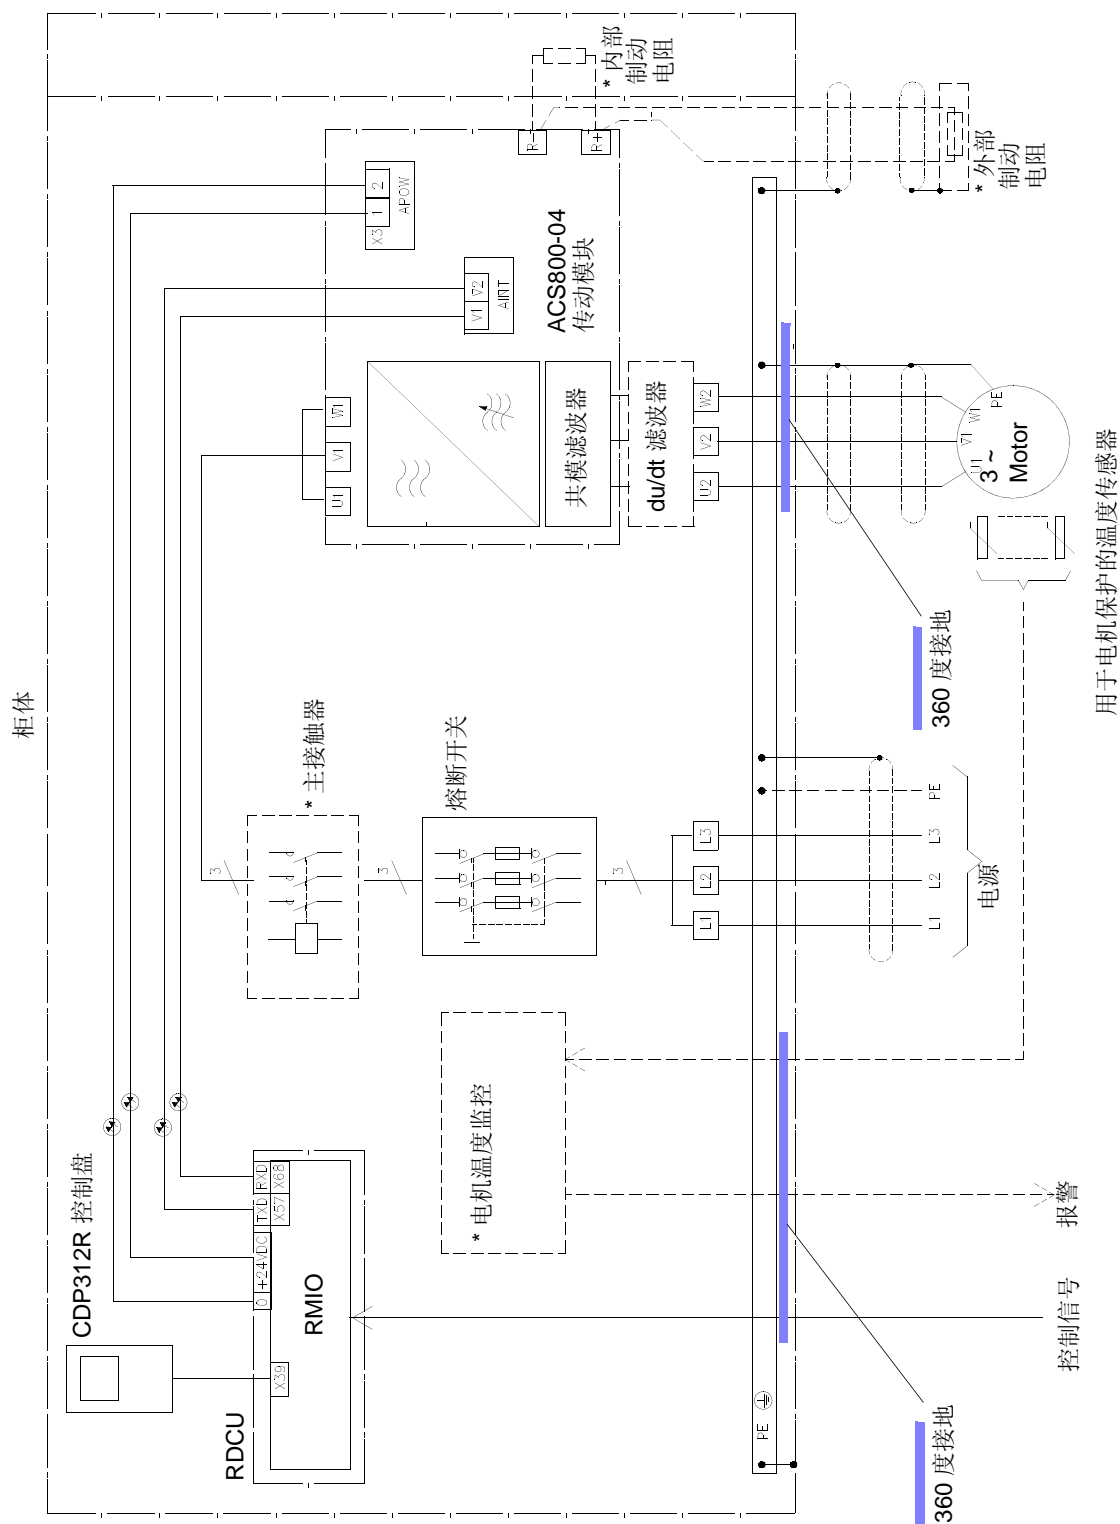 柜体
CDP312R 控制盘
RDCU
RMIO
X39
0
+24VDC
TXD
RXD
X57
X68
3
* 主接触器
3
熔断开关
3
L1
L2
L3
* 电机温度监控
U1
V1
W1
X3
1
2
APOW
V1
V2
AINT
ACS800-04
传动模块
共模滤波器
du/dt 滤波器
U2
V2
W2
R-
R+
* 内部
制动
电阻
* 外部
制动
电阻
PE
L1
L2
L3
PE
电源
U1
V1
W1
PE
3 ~
Motor
用于电机保护的温度传感器
360 度接地
360 度接地
报警
控制信号